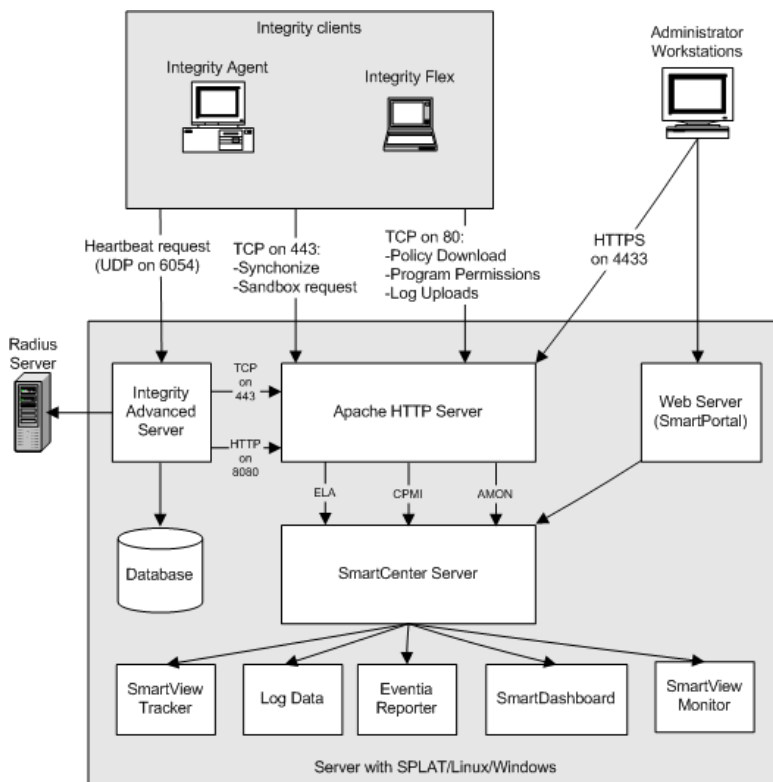 Integrity clients
Integrity Agent
Integrity Flex
Administrator
Workstations
Heartbeat request
(UDP on 6054)
TCP on 443:
-Synchonize
-Sandbox request
TCP on 80:
-Policy Download
-Program Permissions
-Log Uploads
HTTPS
on 4433
Radius
Server
Integrity
Advanced
Server
TCP
on
443
HTTP
on
8080
Apache HTTP Server
Web Server
(SmartPortal)
ELA
CPMI
AMON
Database
SmartCenter Server
SmartView
Tracker
Log Data
Eventia
Reporter
SmartDashboard
SmartView
Monitor
Server with SPLAT/Linux/Windows